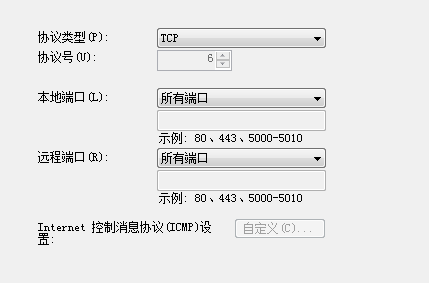 协议类型(P): TCP
协议号(U): 6
本地端口(L): 所有端口
示例: 80、443、5000-5010
远程端口(R): 所有端口
示例: 80、443、5000-5010
Internet 控制消息协议(ICMP)设 自定义(C)...
置: